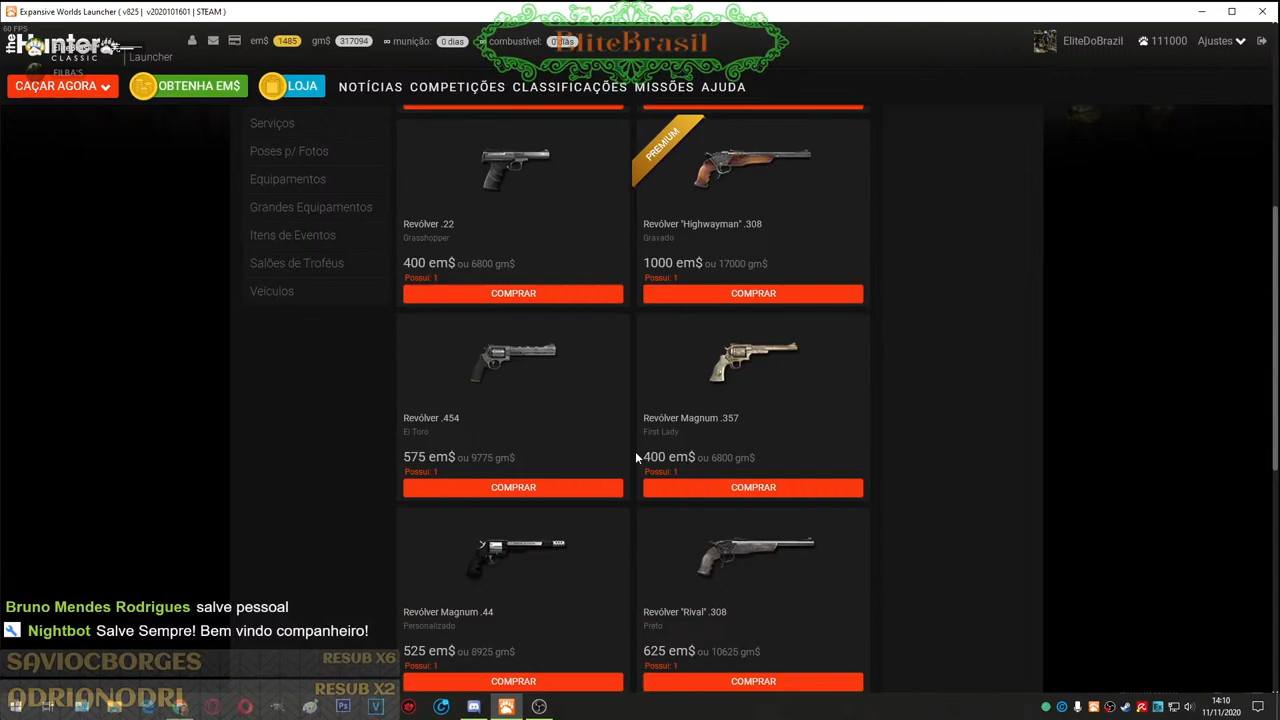 Expansive Worlds Launcher ( v825 | v2020101601 | STEAM )
60 FPS
theHunter CLASSIC | Launcher
em$ 1485 gm$ 317094 ∞ munição: 0 dias ∞ combustível: 0 dias
EliteBrasil
EliteDoBrazil 111000 Ajustes
FILBA'S
CAÇAR AGORA OBTENHA EM$ LOJA NOTÍCIAS COMPETIÇÕES CLASSIFICAÇÕES MISSÕES AJUDA
Serviços
Poses p/ Fotos
Equipamentos
Grandes Equipamentos
Itens de Eventos
Salões de Troféus
Veículos
PREMIUM
Revólver .22
Grasshopper
400 em$ ou 6800 gm$
Possui: 1
COMPRAR
Revólver "Highwayman" .308
Gravado
1000 em$ ou 17000 gm$
Possui: 1
COMPRAR
Revólver .454
El Toro
575 em$ ou 9775 gm$
Possui: 1
COMPRAR
Revólver Magnum .357
First Lady
400 em$ ou 6800 gm$
Possui: 1
COMPRAR
Revólver Magnum .44
Personalizado
525 em$ ou 8925 gm$
Possui: 1
COMPRAR
Revólver "Rival" .308
Preto
625 em$ ou 10625 gm$
Possui: 1
COMPRAR
Bruno Mendes Rodrigues salve pessoal
Nightbot Salve Sempre! Bem vindo companheiro!
SAVIOCBORGES RESUB X6
ADRIANODRL RESUB X2
14:10
11/11/2020